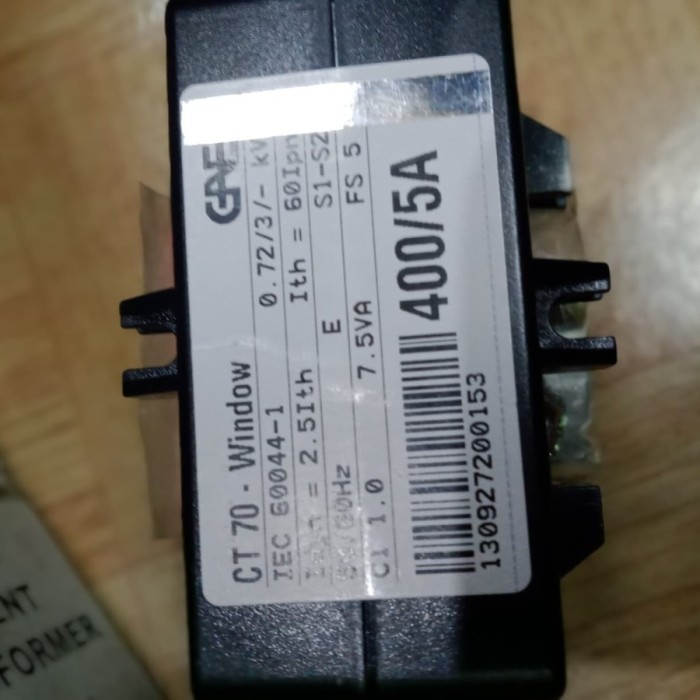 CT 70 - Window
IEC 60044-1 0.72/3/- kV
= 2.5Ith Ith = 60Ipn
E S1-S2
Cl 1.0 7.5VA FS 5
400/5A
130927200153
ENT
FORMER